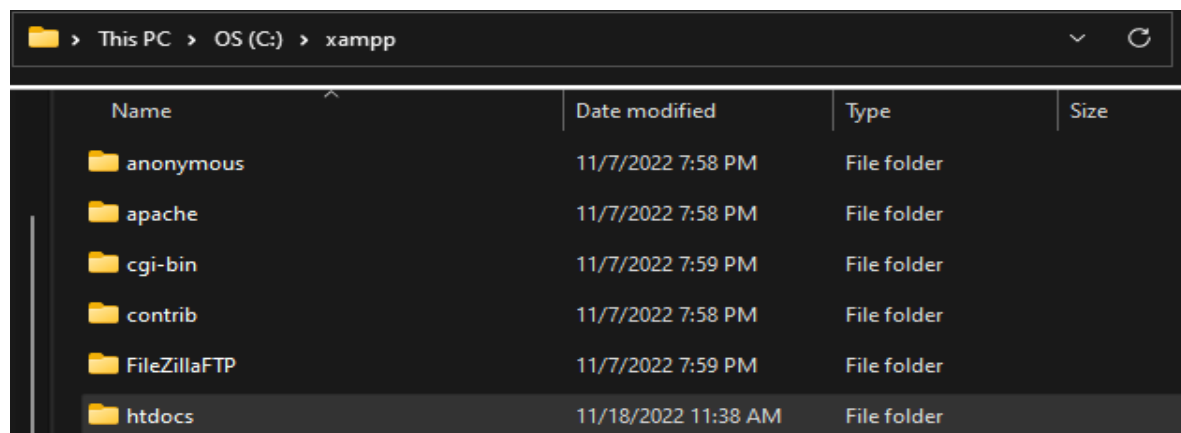 This PC > OS (C:) > xampp
Name Date modified Type Size
anonymous 11/7/2022 7:58 PM File folder
apache 11/7/2022 7:58 PM File folder
cgi-bin 11/7/2022 7:59 PM File folder
contrib 11/7/2022 7:58 PM File folder
FileZillaFTP 11/7/2022 7:59 PM File folder
htdocs 11/18/2022 11:38 AM File folder